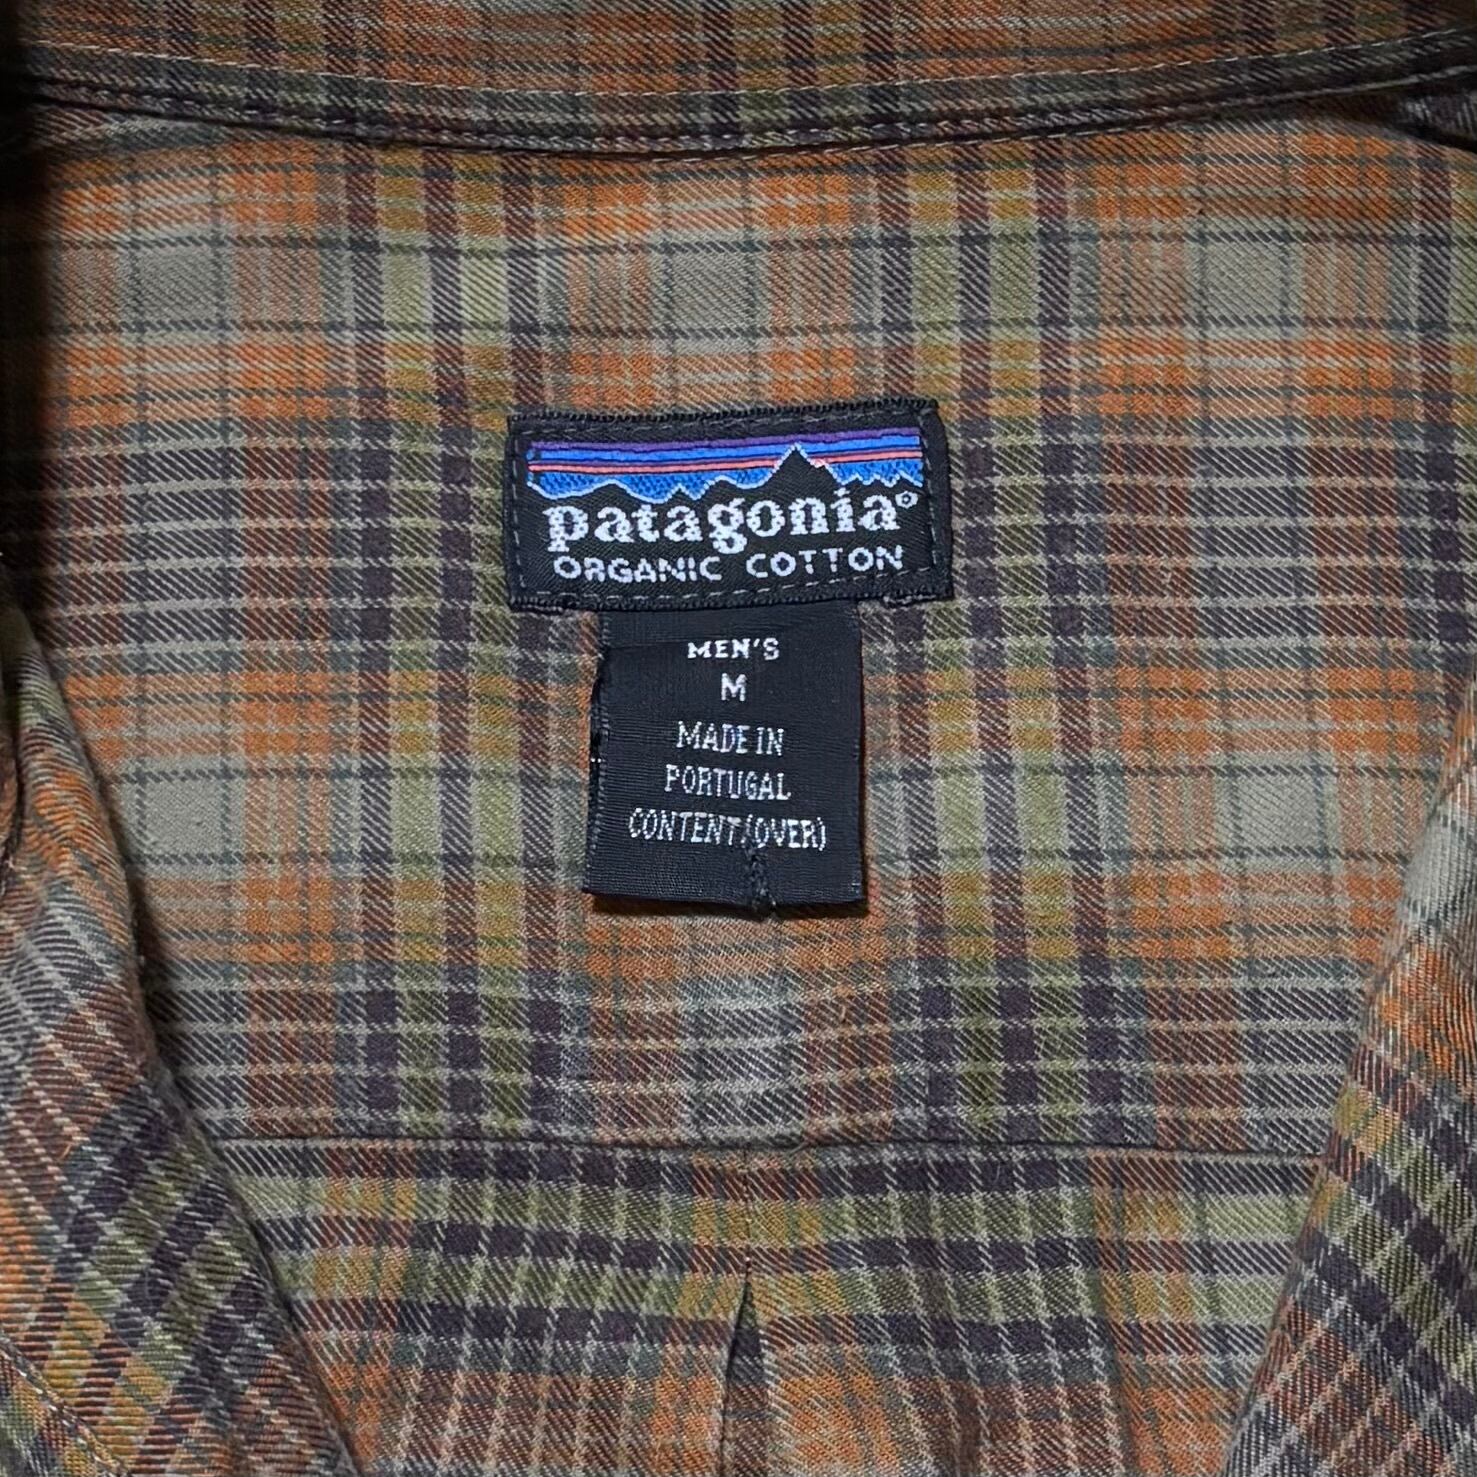 patagonia®
ORGANIC COTTON
MEN'S
M
MADE IN
PORTUGAL
CONTENT(OVER)